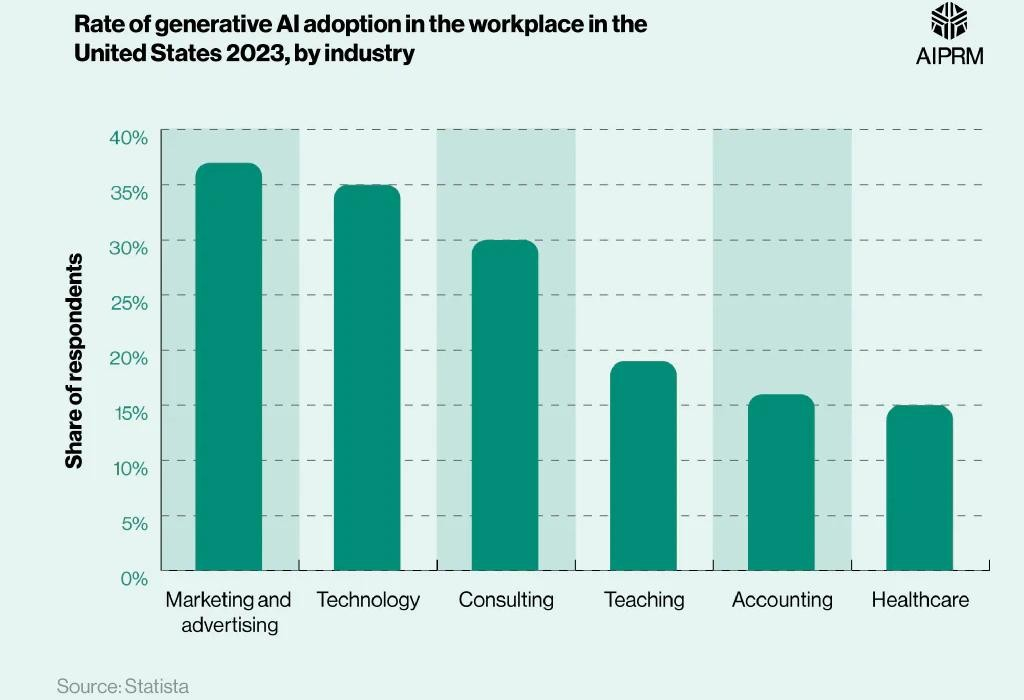 Rate of generative AI adoption in the workplace in the
United States 2023, by industry
AIPRM
Share of respondents
40%
35%
30%
25%
20%
15%
10%
5%
0%
Marketing and
advertising
Technology
Consulting
Teaching
Accounting
Healthcare
Source: Statista